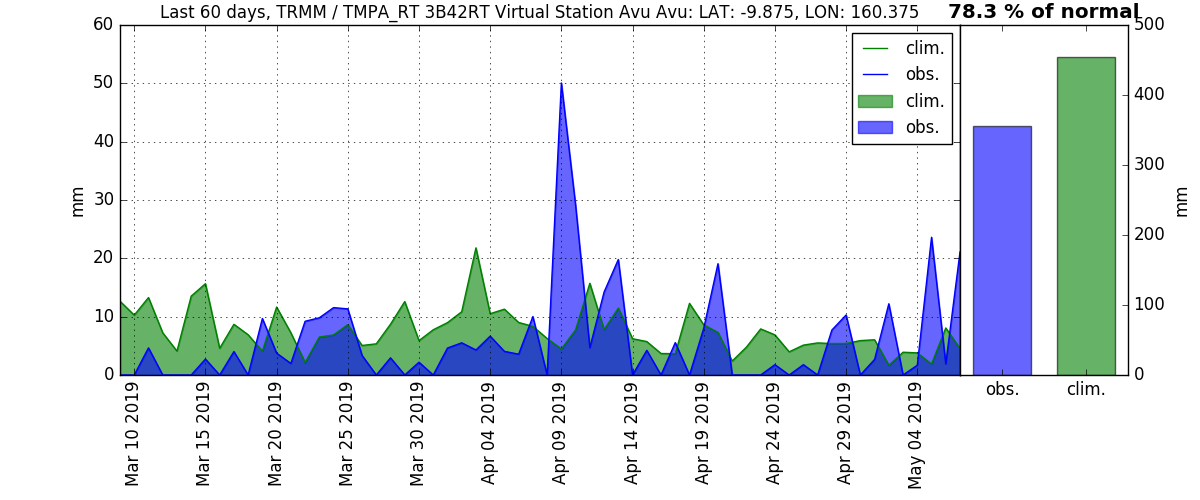 Last 60 days, TRMM / TMPA_RT 3B42RT Virtual Station Avu Avu: LAT: -9.875, LON: 160.375
78.3 % of normal
60
50
40
30
20
10
0
mm
clim.
obs.
clim.
obs.
Mar 10 2019
Mar 15 2019
Mar 20 2019
Mar 25 2019
Mar 30 2019
Apr 04 2019
Apr 09 2019
Apr 14 2019
Apr 19 2019
Apr 24 2019
Apr 29 2019
May 04 2019
500
400
300
200
100
0
mm
obs.
clim.